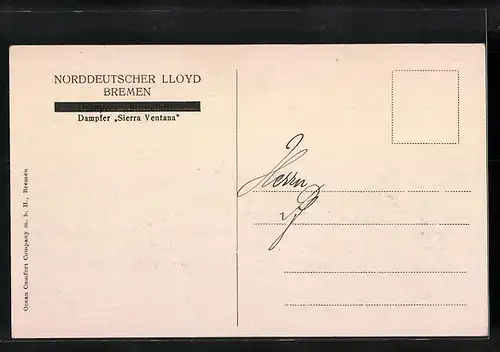 NORDDEUTSCHER LLOYD
BREMEN
Dampfer „Sierra Ventana"
Herrn
Ocean Comfort Company m. b. H., Bremen